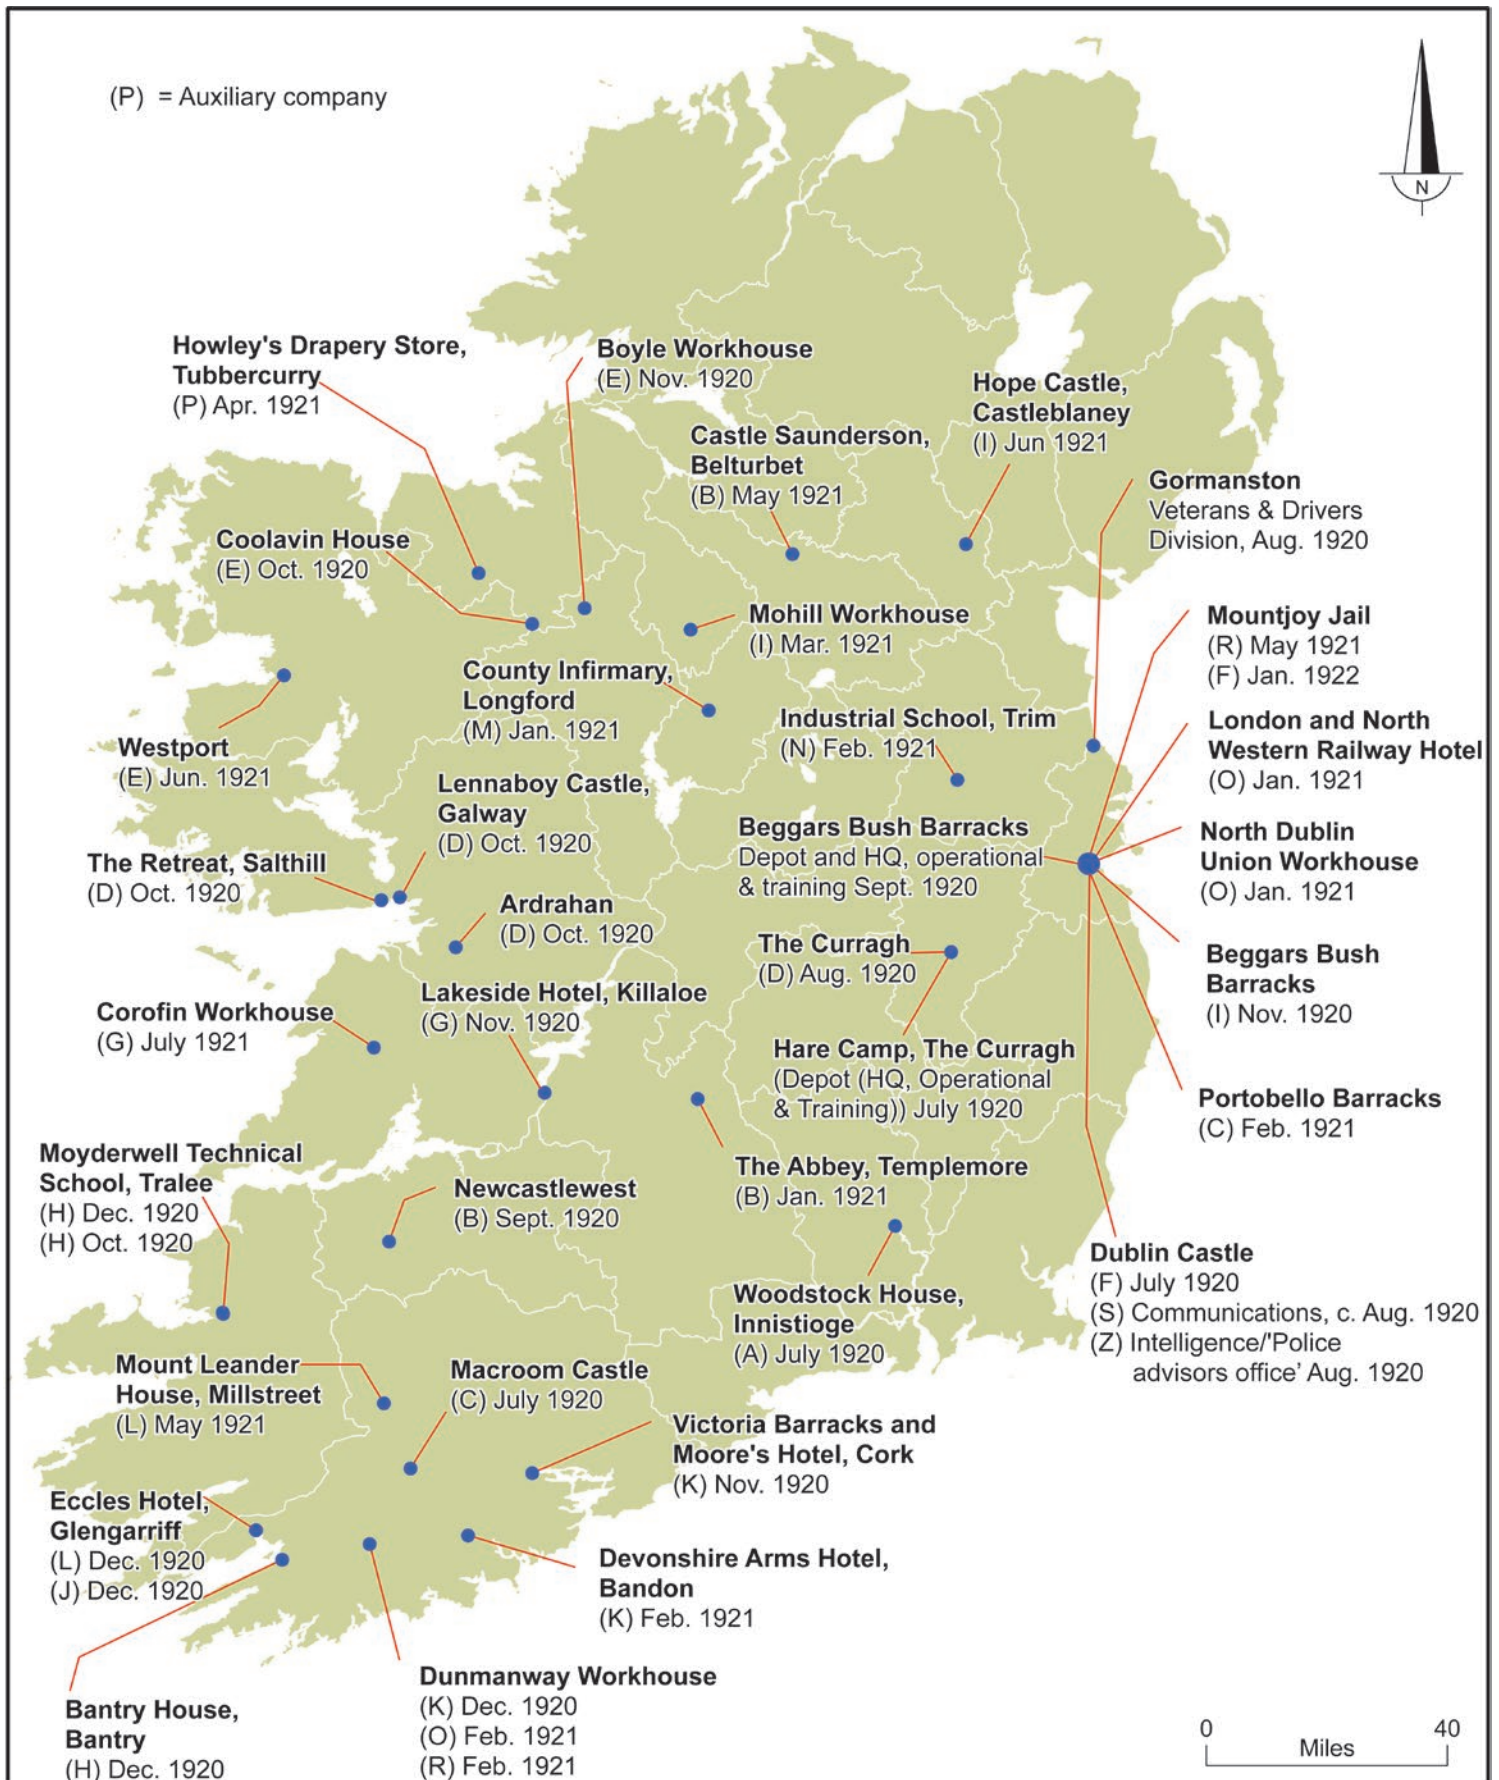 (P) = Auxiliary company
N
Howley's Drapery Store,
Tubbercurry
(P) Apr. 1921
Boyle Workhouse
(E) Nov. 1920
Hope Castle,
Castleblaney
(I) Jun 1921
Castle Saunderson,
Belturbet
(B) May 1921
Gormanston
Veterans & Drivers
Division, Aug. 1920
Coolavin House
(E) Oct. 1920
Mohill Workhouse
(I) Mar. 1921
Mountjoy Jail
(R) May 1921
(F) Jan. 1922
County Infirmary,
Longford
(M) Jan. 1921
Industrial School, Trim
(N) Feb. 1921
London and North
Western Railway Hotel
(O) Jan. 1921
Westport
(E) Jun. 1921
Lennaboy Castle,
Galway
(D) Oct. 1920
Beggars Bush Barracks
Depot and HQ, operational
& training Sept. 1920
North Dublin
Union Workhouse
(O) Jan. 1921
The Retreat, Salthill
(D) Oct. 1920
Ardrahan
(D) Oct. 1920
The Curragh
(D) Aug. 1920
Beggars Bush
Barracks
(I) Nov. 1920
Corofin Workhouse
(G) July 1921
Lakeside Hotel, Killaloe
(G) Nov. 1920
Hare Camp, The Curragh
(Depot (HQ, Operational
& Training)) July 1920
Portobello Barracks
(C) Feb. 1921
Moyderwell Technical
School, Tralee
(H) Dec. 1920
(H) Oct. 1920
Newcastlewest
(B) Sept. 1920
The Abbey, Templemore
(B) Jan. 1921
Dublin Castle
(F) July 1920
(S) Communications, c. Aug. 1920
(Z) Intelligence/'Police
advisors office’ Aug. 1920
Woodstock House,
Innistioge
(A) July 1920
Mount Leander
House, Millstreet
(L) May 1921
Macroom Castle
(C) July 1920
Victoria Barracks and
Moore's Hotel, Cork
(K) Nov. 1920
Eccles Hotel,
Glengarriff
(L) Dec. 1920
(J) Dec. 1920
Devonshire Arms Hotel,
Bandon
(K) Feb. 1921
Bantry House,
Bantry
(H) Dec. 1920
Dunmanway Workhouse
(K) Dec. 1920
(O) Feb. 1921
(R) Feb. 1921
0 40
Miles